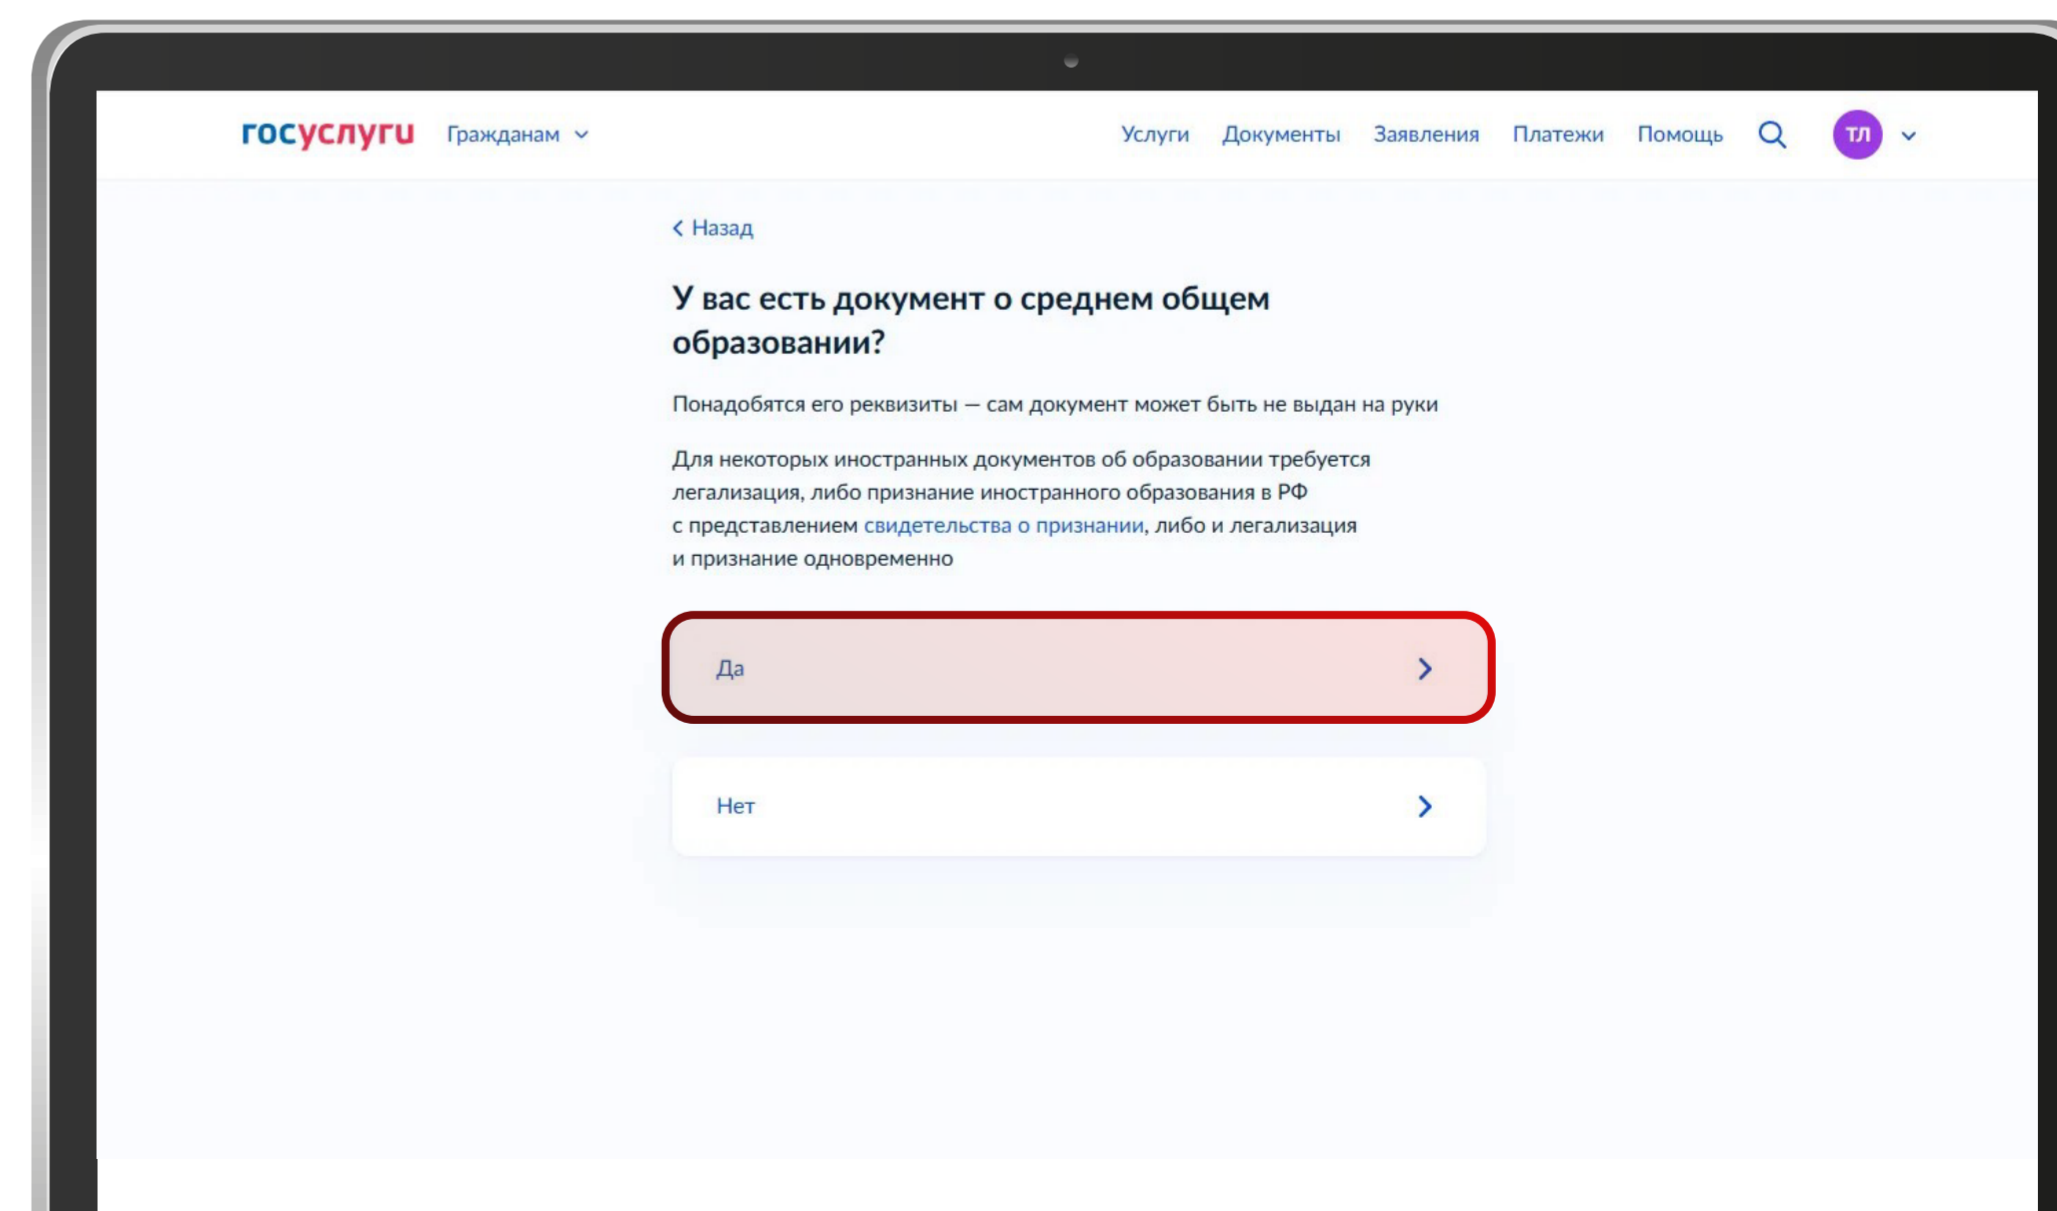 госуслуги Гражданам Услуги Документы Заявления Платежи Помощь ТЛ
Назад
У вас есть документ о среднем общем
образовании?
Понадобятся его реквизиты — сам документ может быть не выдан на руки
Для некоторых иностранных документов об образовании требуется
легализация, либо признание иностранного образования в РФ
с представлением свидетельства о признании, либо и легализация
и признание одновременно
Да
Нет